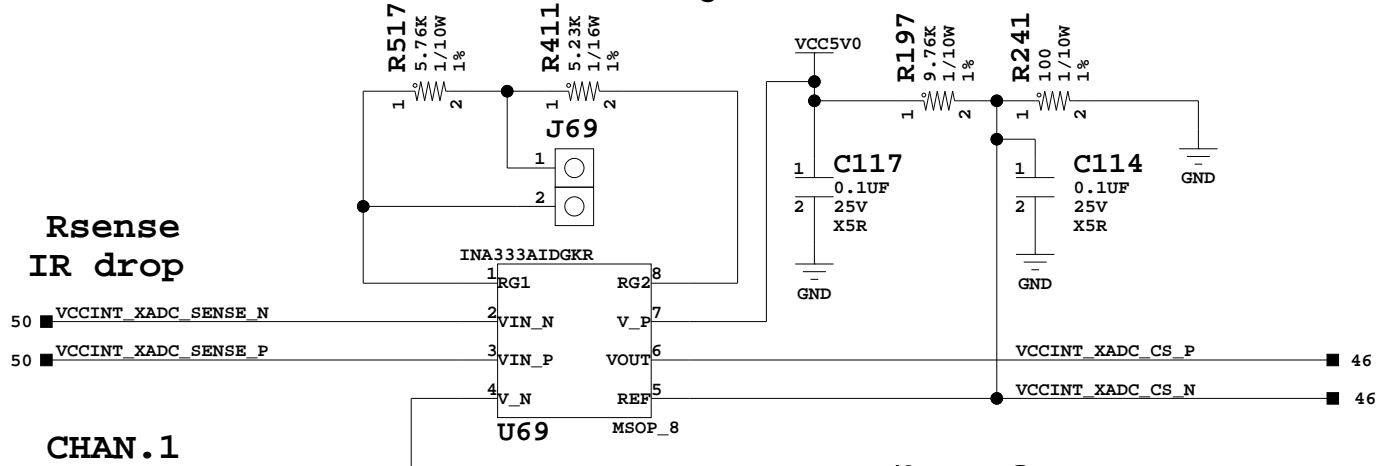 R517
5.76K
1/10W
1%
1
2
R411
5.23K
1/16W
1%
1
2
J69
1
2
VCC5V0
R197
9.76K
1/10W
1%
1
2
R241
100
1/10W
1%
1
2
GND
1
C117
0.1UF
2
25V
X5R
GND
1
C114
0.1UF
2
25V
X5R
GND
Rsense
IR drop
INA333AIDGKR
1
RG1
RG2
8
50
VCCINT_XADC_SENSE_N
2
VIN_N
V_P
7
50
VCCINT_XADC_SENSE_P
3
VIN_P
VOUT
6
VCCINT_XADC_CS_P
46
4
V_N
REF
5
VCCINT_XADC_CS_N
46
U69
MSOP_8
CHAN.1